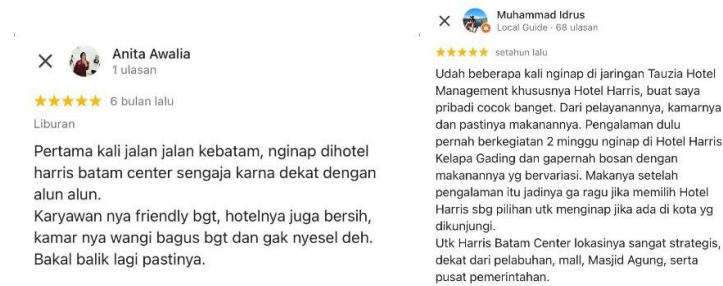 Anita Awalia
1 ulasan
6 bulan lalu
Liburan
Pertama kali jalan jalan kebatam, nginap dihotel
harris batam center sengaja karna dekat dengan
alun alun.
Karyawan nya friendly bgt, hotelnya juga bersih,
kamar nya wangi bagus bgt dan gak nyesel deh.
Bakal balik lagi pastinya.
Muhammad Idrus
Local Guide · 68 ulasan
setahun lalu
Udah beberapa kali nginap di jaringan Tauzia Hotel
Management khususnya Hotel Harris, buat saya
pribadi cocok banget. Dari pelayanannya, kamarnya
dan pastinya makanannya. Pengalaman dulu
pernah berkegiatan 2 minggu nginap di Hotel Harris
Kelapa Gading dan gapernah bosan dengan
makanannya yg bervariasi. Makanya setelah
pengalaman itu jadinya ga ragu jika memilih Hotel
Harris sbg pilihan utk menginap jika ada di kota yg
dikunjungi.
Utk Harris Batam Center lokasinya sangat strategis,
dekat dari pelabuhan, mall, Masjid Agung, serta
pusat pemerintahan.